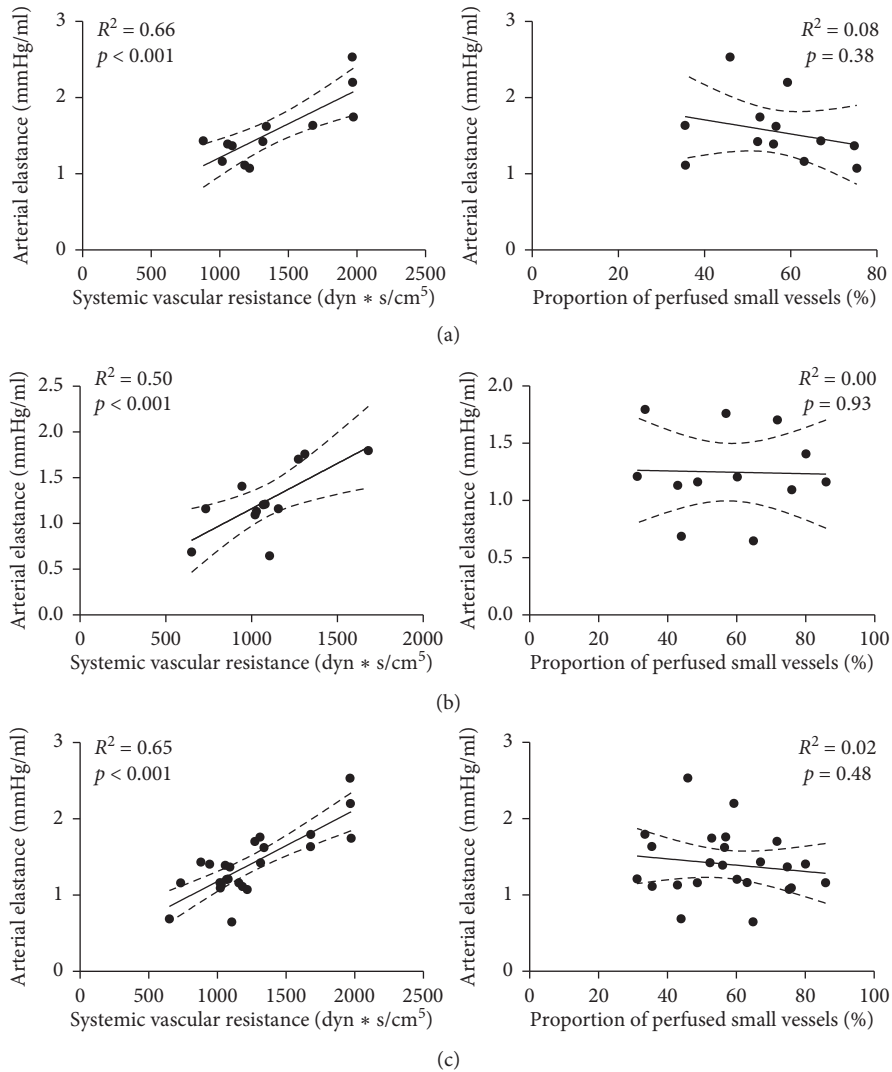 R² = 0.66
p < 0.001
Arterial elastance (mmHg/ml)
3
2
1
0
0 500 1000 1500 2000 2500
Systemic vascular resistance (dyn ∗ s/cm⁵)
R² = 0.08
p = 0.38
Arterial elastance (mmHg/ml)
3
2
1
0
0 20 40 60 80
Proportion of perfused small vessels (%)
(a)
R² = 0.50
p < 0.001
Arterial elastance (mmHg/ml)
2.5
2.0
1.5
1.0
0.5
0.0
0 500 1000 1500 2000
Systemic vascular resistance (dyn ∗ s/cm⁵)
R² = 0.00
p = 0.93
Arterial elastance (mmHg/ml)
2.0
1.5
1.0
0.5
0.0
0 20 40 60 80 100
Proportion of perfused small vessels (%)
(b)
R² = 0.65
p < 0.001
Arterial elastance (mmHg/ml)
3
2
1
0
0 500 1000 1500 2000 2500
Systemic vascular resistance (dyn ∗ s/cm⁵)
R² = 0.02
p = 0.48
Arterial elastance (mmHg/ml)
3
2
1
0
0 20 40 60 80 100
Proportion of perfused small vessels (%)
(c)